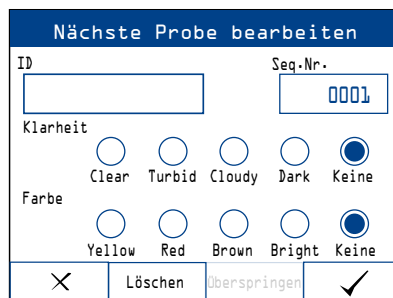 Nächste Probe bearbeiten
ID Seq.Nr.
0001
Klarheit
Clear Turbid Cloudy Dark Keine
Farbe
Yellow Red Brown Bright Keine
Löschen Überspringen